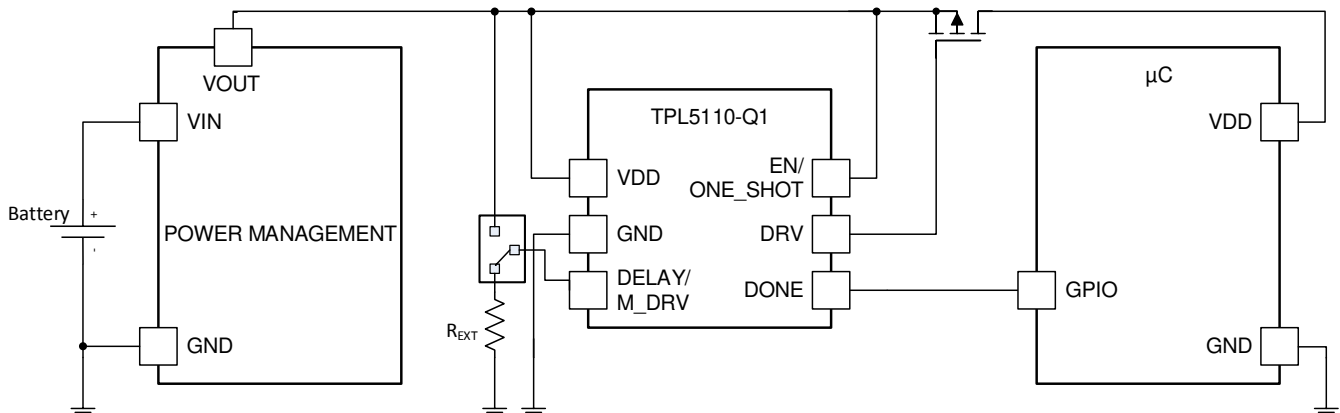 VOUT
VIN
Battery
+
-
POWER MANAGEMENT
GND
R_EXT
TPL5110-Q1
VDD
GND
DELAY/
M_DRV
EN/
ONE_SHOT
DRV
DONE
µC
VDD
GPIO
GND